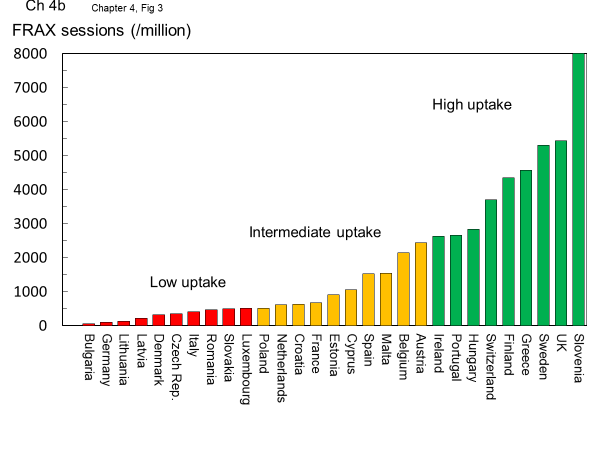 Ch 4b Chapter 4, Fig 3
FRAX sessions (/million)
8000
7000
6000
5000
4000
3000
2000
1000
0
High uptake
Intermediate uptake
Low uptake
Bulgaria
Germany
Lithuania
Latvia
Denmark
Czech Rep.
Italy
Romania
Slovakia
Luxembourg
Poland
Netherlands
Croatia
France
Estonia
Cyprus
Spain
Malta
Belgium
Austria
Ireland
Portugal
Hungary
Switzerland
Finland
Greece
Sweden
UK
Slovenia